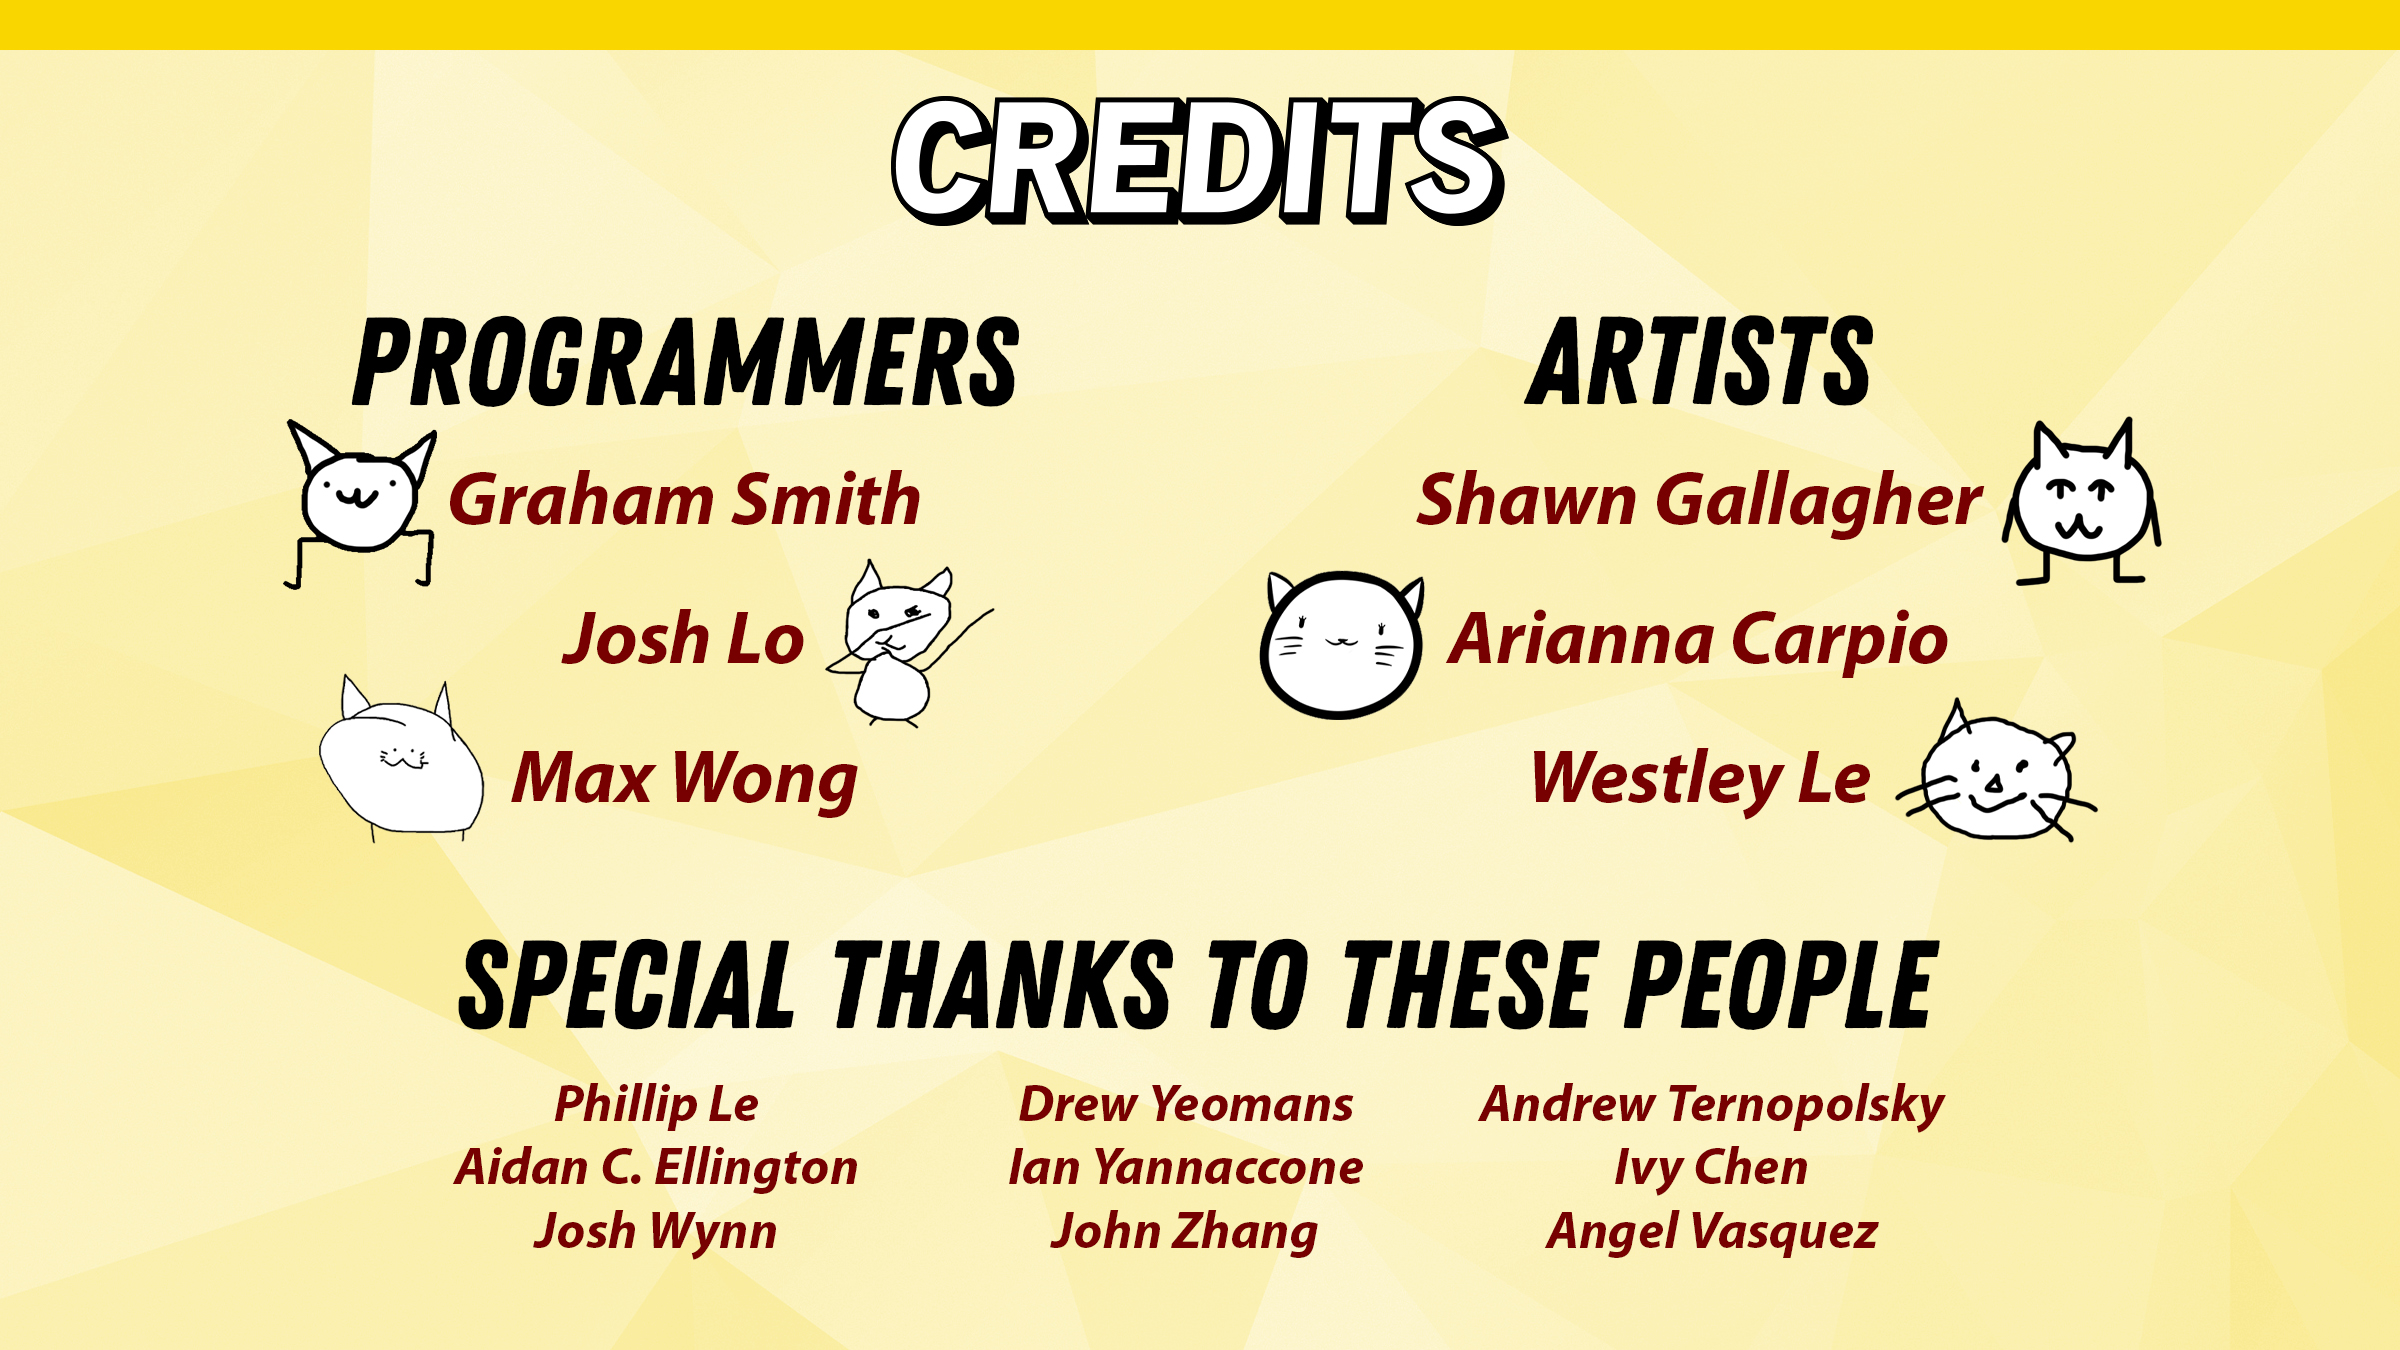 CREDITS
PROGRAMMERS
Graham Smith
Josh Lo
Max Wong
ARTISTS
Shawn Gallagher
Arianna Carpio
Westley Le
SPECIAL THANKS TO THESE PEOPLE
Phillip Le
Aidan C. Ellington
Josh Wynn
Drew Yeomans
Ian Yannaccone
John Zhang
Andrew Ternopolsky
Ivy Chen
Angel Vasquez